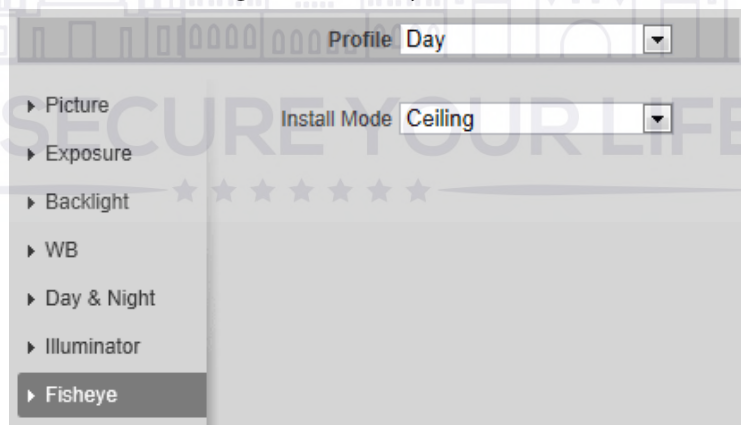 Profile Day
Picture
Install Mode Ceiling
SECURE YOUR LIFE
Exposure
Backlight
WB
Day & Night
Illuminator
Fisheye